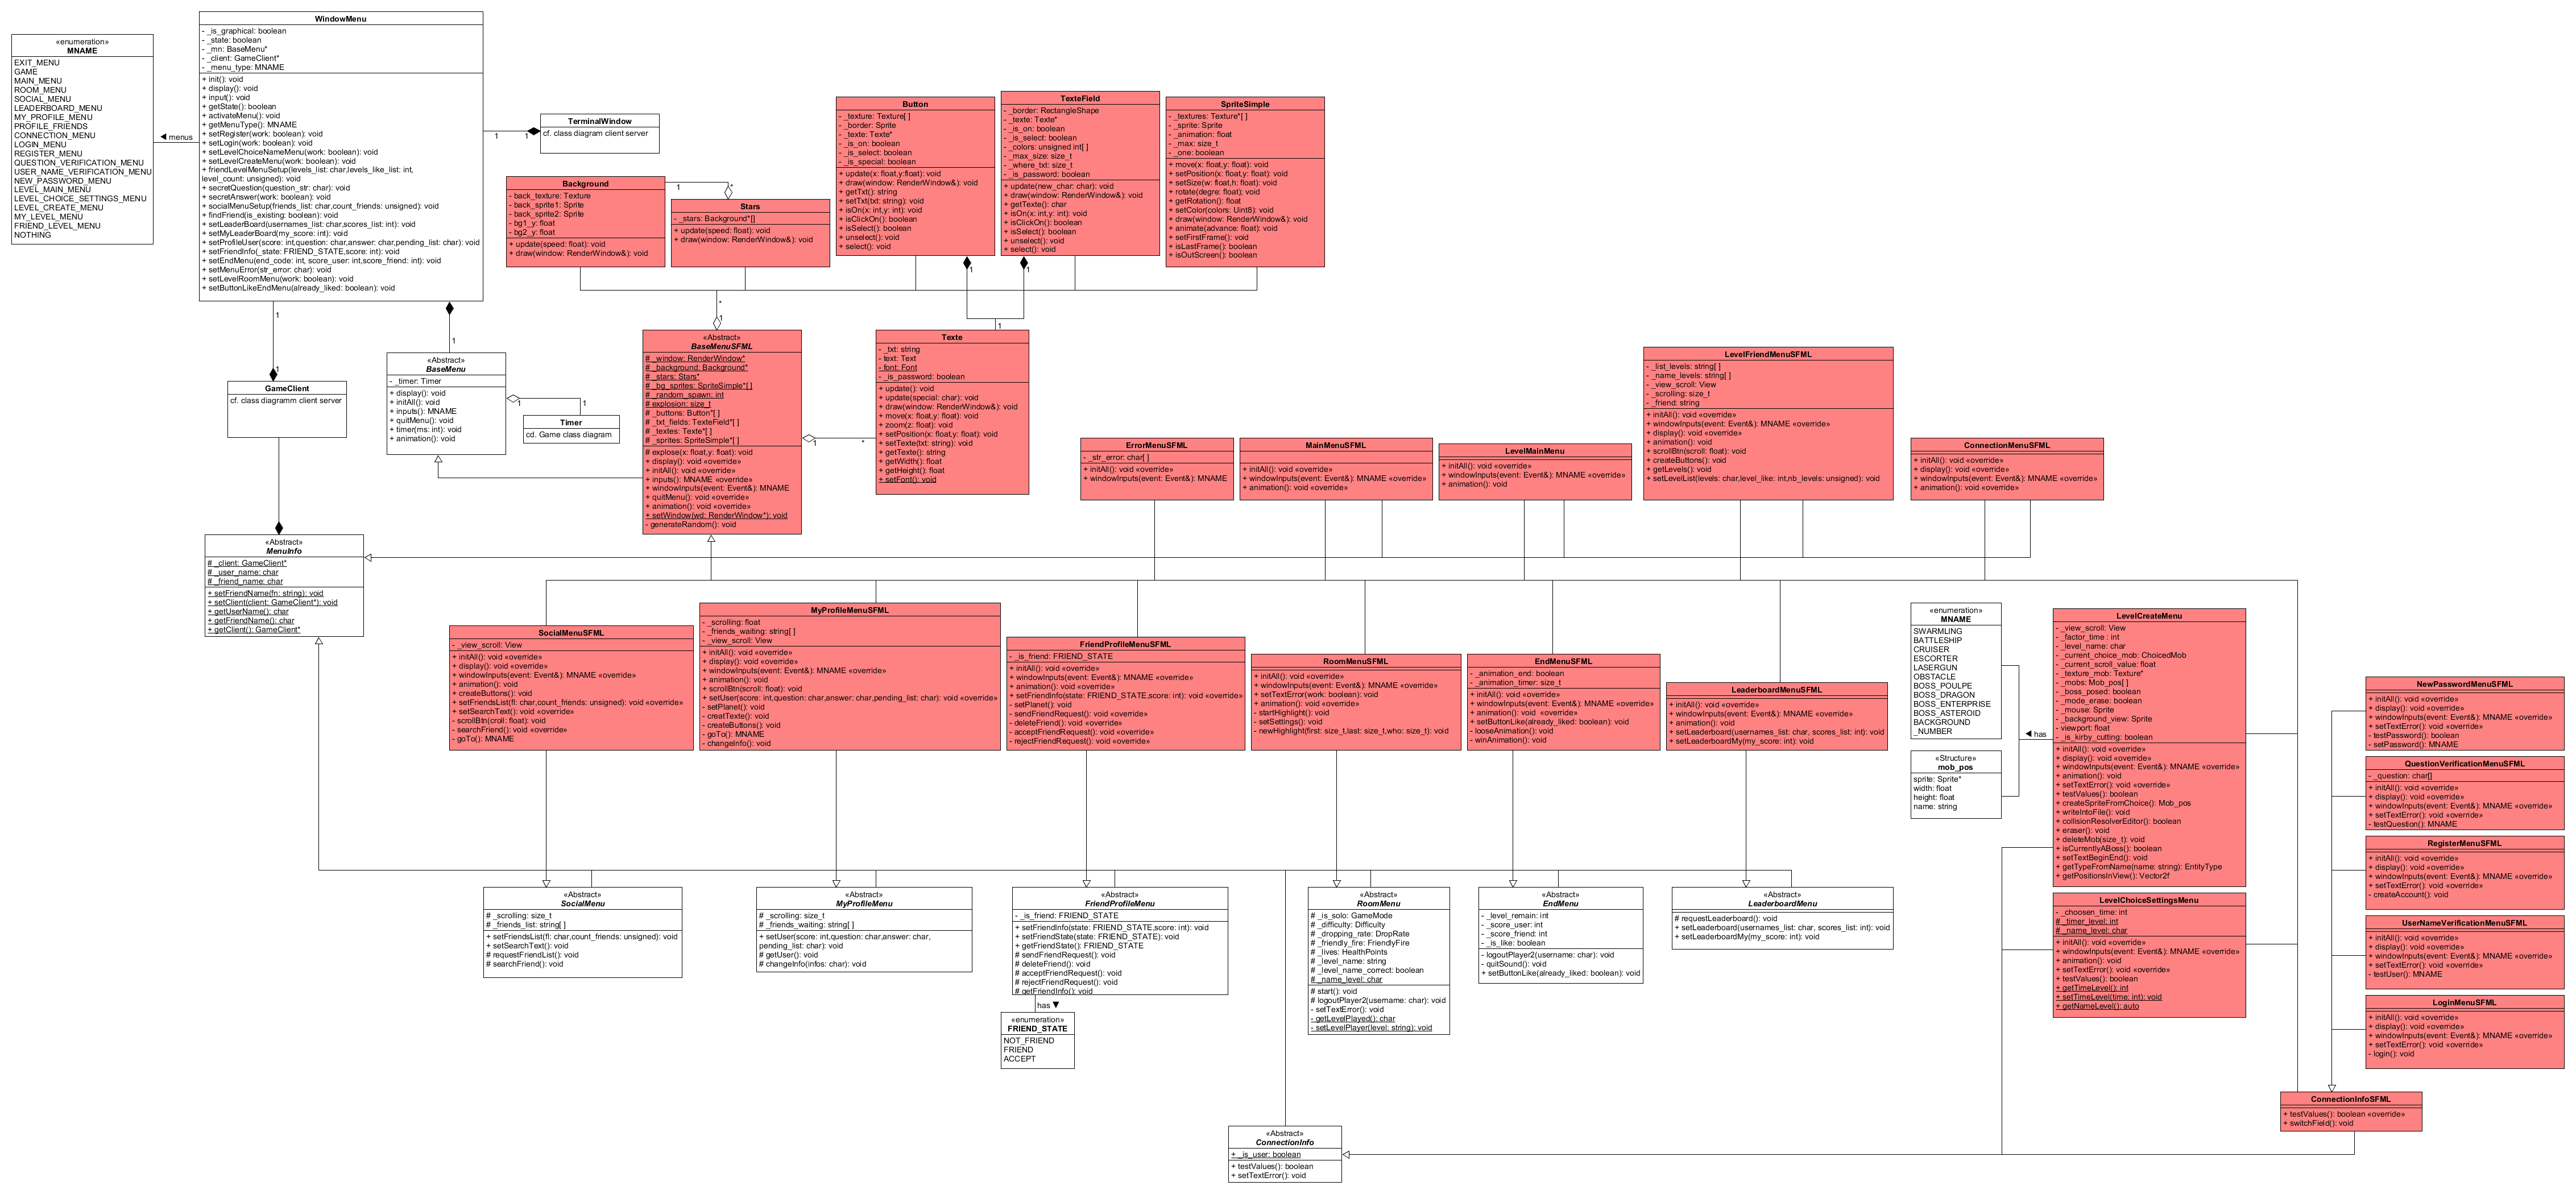 «enumeration»
MNAME
EXIT_MENU
GAME
MAIN_MENU
ROOM_MENU
SOCIAL_MENU
LEADERBOARD_MENU
MY_PROFILE_MENU
PROFILE_FRIENDS
CONNECTION_MENU
LOGIN_MENU
REGISTER_MENU
QUESTION_VERIFICATION_MENU
USER_NAME_VERIFICATION_MENU
NEW_PASSWORD_MENU
LEVEL_MAIN_MENU
LEVEL_CHOICE_SETTINGS_MENU
LEVEL_CREATE_MENU
MY_LEVEL_MENU
FRIEND_LEVEL_MENU
NOTHING
◀ menus
WindowMenu
- _is_graphical: boolean
- _state: boolean
- _mn: BaseMenu*
- _client: GameClient*
- _menu_type: MNAME
+ init(): void
+ display(): void
+ input(): void
+ getState(): boolean
+ activateMenu(): void
+ getMenuType(): MNAME
+ setRegister(work: boolean): void
+ setLogin(work: boolean): void
+ setLevelChoiceNameMenu(work: boolean): void
+ setLevelCreateMenu(work: boolean): void
+ friendLevelMenuSetup(levels_list: char,levels_like_list: int,
level_count: unsigned): void
+ secretQuestion(question_str: char): void
+ secretAnswer(work: boolean): void
+ socialMenuSetup(friends_list: char,count_friends: unsigned): void
+ findFriend(is_existing: boolean): void
+ setLeaderBoard(usernames_list: char,scores_list: int): void
+ setMyLeaderBoard(my_score: int): void
+ setProfileUser(score: int,question: char,answer: char,pending_list: char): void
+ setFriendInfo(_state: FRIEND_STATE,score: int): void
+ setEndMenu(end_code: int, score_user: int,score_friend: int): void
+ setMenuError(str_error: char): void
+ setLevelRoomMenu(work: boolean): void
+ setButtonLikeEndMenu(already_liked: boolean): void
1
1
TerminalWindow
cf. class diagram client server
Background
- back_texture: Texture
- back_sprite1: Sprite
- back_sprite2: Sprite
- bg1_y: float
- bg2_y: float
+ update(speed: float): void
+ draw(window: RenderWindow&): void
1
*
Stars
- _stars: Background*[]
+ update(speed: float): void
+ draw(window: RenderWindow&): void
Button
- _texture: Texture[ ]
- _border: Sprite
- _texte: Texte*
- _is_on: boolean
- _is_select: boolean
- _is_special: boolean
+ update(x: float,y:float): void
+ draw(window: RenderWindow&): void
+ getTxt(): string
+ setTxt(txt: string): void
+ isOn(x: int,y: int): void
+ isClickOn(): boolean
+ isSelect(): boolean
+ unselect(): void
+ select(): void
TexteField
- _border: RectangleShape
- _texte: Texte*
- _is_on: boolean
- _is_select: boolean
- _colors: unsigned int[ ]
- _max_size: size_t
- _where_txt: size_t
- _is_password: boolean
+ update(new_char: char): void
+ draw(window: RenderWindow&): void
+ getTexte(): char
+ isOn(x: int,y: int): void
+ isClickOn(): boolean
+ isSelect(): boolean
+ unselect(): void
+ select(): void
SpriteSimple
- _textures: Texture*[ ]
- _sprite: Sprite
- _animation: float
- _max: size_t
- _one: boolean
+ move(x: float,y: float): void
+ setPosition(x: float,y: float): void
+ setSize(w: float,h: float): void
+ rotate(degre: float): void
+ getRotation(): float
+ setColor(colors: Uint8): void
+ draw(window: RenderWindow&): void
+ animate(advance: float): void
+ setFirstFrame(): void
+ isLastFrame(): boolean
+ isOutScreen(): boolean
1
1
1
1
1
1
*
1
GameClient
cf. class diagramm client server
«Abstract»
BaseMenu
- _timer: Timer
+ display(): void
+ initAll(): void
+ inputs(): MNAME
+ quitMenu(): void
+ timer(ms: int): void
+ animation(): void
1
1
Timer
cd. Game class diagram
«Abstract»
BaseMenuSFML
# _window: RenderWindow*
# _background: Background*
# _stars: Stars*
# _bg_sprites: SpriteSimple*[ ]
# _random_spawn: int
# explosion: size_t
# _buttons: Button*[ ]
# _txt_fields: TexteField*[ ]
# _textes: Texte*[ ]
# _sprites: SpriteSimple*[ ]
# explose(x: float,y: float): void
+ display(): void «override»
+ initAll(): void «override»
+ inputs(): MNAME «override»
+ windowInputs(event: Event&): MNAME
+ quitMenu(): void «override»
+ animation(): void «override»
+ setWindow(wd: RenderWindow*): void
- generateRandom(): void
1
*
Texte
- _txt: string
- text: Text
- font: Font
- _is_password: boolean
+ update(): void
+ update(special: char): void
+ draw(window: RenderWindow&): void
+ move(x: float,y: float): void
+ zoom(z: float): void
+ setPosition(x: float,y: float): void
+ setTexte(txt: string): void
+ getTexte(): string
+ getWidth(): float
+ getHeight(): float
+ setFont(): void
1
ErrorMenuSFML
- _str_error: char[ ]
+ initAll(): void «override»
+ windowInputs(event: Event&): MNAME
MainMenuSFML
+ initAll(): void «override»
+ windowInputs(event: Event&): MNAME «override»
+ animation(): void «override»
LevelMainMenu
+ initAll(): void «override»
+ windowInputs(event: Event&): MNAME «override»
+ animation(): void
LevelFriendMenuSFML
- _list_levels: string[ ]
- _name_levels: string[ ]
- _view_scroll: View
- _scrolling: size_t
- _friend: string
+ initAll(): void «override»
+ windowInputs(event: Event&): MNAME «override»
+ display(): void «override»
+ animation(): void
+ scrollBtn(scroll: float): void
+ createButtons(): void
+ getLevels(): void
+ setLevelList(levels: char,level_like: int,nb_levels: unsigned): void
ConnectionMenuSFML
+ initAll(): void «override»
+ display(): void «override»
+ windowInputs(event: Event&): MNAME «override»
+ animation(): void «override»
«Abstract»
MenuInfo
# _client: GameClient*
# _user_name: char
# _friend_name: char
+ setFriendName(fn: string): void
+ setClient(client: GameClient*): void
+ getUserName(): char
+ getFriendName(): char
+ getClient(): GameClient*
SocialMenuSFML
- _view_scroll: View
+ initAll(): void «override»
+ display(): void «override»
+ windowInputs(event: Event&): MNAME «override»
+ animation(): void
+ createButtons(): void
+ setFriendsList(fl: char,count_friends: unsigned): void «override»
+ setSearchText(): void «override»
- scrollBtn(croll: float): void
- searchFriend(): void «override»
- goTo(): MNAME
MyProfileMenuSFML
- _scrolling: float
- _friends_waiting: string[ ]
- _view_scroll: View
+ initAll(): void «override»
+ display(): void «override»
+ windowInputs(event: Event&): MNAME «override»
+ animation(): void
+ scrollBtn(scroll: float): void
+ setUser(score: int,question: char,answer: char,pending_list: char): void «override»
- setPlanet(): void
- creatTexte(): void
- createButtons(): void
- goTo(): MNAME
- changeInfo(): void
FriendProfileMenuSFML
- _is_friend: FRIEND_STATE
+ initAll(): void «override»
+ windowInputs(event: Event&): MNAME «override»
+ animation(): void «override»
+ setFriendInfo(state: FRIEND_STATE,score: int): void «override»
- setPlanet(): void
- sendFriendRequest(): void «override»
- deleteFriend(): void «override»
- acceptFriendRequest(): void «override»
- rejectFriendRequest(): void «override»
RoomMenuSFML
+ initAll(): void «override»
+ windowInputs(event: Event&): MNAME «override»
+ setTextError(work: boolean): void «override»
+ animation(): void «override»
- startHighlight(): void
- setSettings(): void
- newHighlight(first: size_t,last: size_t,who: size_t): void
EndMenuSFML
- _animation_end: boolean
- _animation_timer: size_t
+ initAll(): void «override»
+ windowInputs(event: Event&): MNAME «override»
+ animation(): void «override»
+ setButtonLike(already_liked: boolean): void
- looseAnimation(): void
- winAnimation(): void
LeaderboardMenuSFML
+ initAll(): void «override»
+ windowInputs(event: Event&): MNAME «override»
+ animation(): void
+ setLeaderboard(usernames_list: char, scores_list: int): void
+ setLeaderboardMy(my_score: int): void
«enumeration»
MNAME
SWARMLING
BATTLESHIP
CRUISER
ESCORTER
LASERGUN
OBSTACLE
BOSS_POULPE
BOSS_DRAGON
BOSS_ENTERPRISE
BOSS_ASTEROID
BACKGROUND
_NUMBER
◀ has
«Structure»
mob_pos
sprite: Sprite*
width: float
height: float
name: string
LevelCreateMenu
- _view_scroll: View
- _factor_time : int
- _level_name: char
- _current_choice_mob: ChoicedMob
- _current_scroll_value: float
- _texture_mob: Texture*
- _mobs: Mob_pos[ ]
- _boss_posed: boolean
- _mode_erase: boolean
- _mouse: Sprite
- _background_view: Sprite
- viewport: float
- _is_kirby_cutting: boolean
+ initAll(): void «override»
+ display(): void «override»
+ windowInputs(event: Event&): MNAME «override»
+ animation(): void
+ setTextError(): void «override»
+ testValues(): boolean
+ createSpriteFromChoice(): Mob_pos
+ writeIntoFile(): void
+ collisionResolverEditor(): boolean
+ eraser(): void
+ deleteMob(size_t): void
+ isCurrentlyABoss(): boolean
+ setTextBeginEnd(): void
+ getTypeFromName(name: string): EntityType
+ getPositionsInView(): Vector2f
LevelChoiceSettingsMenu
- _choosen_time: int
# _timer_level: int
# _name_level: char
+ initAll(): void «override»
+ windowInputs(event: Event&): MNAME «override»
+ animation(): void
+ setTextError(): void «override»
+ testValues(): boolean
+ getTimeLevel(): int
+ setTimeLevel(time: int): void
+ getNameLevel(): auto
NewPasswordMenuSFML
+ initAll(): void «override»
+ display(): void «override»
+ windowInputs(event: Event&): MNAME «override»
+ setTextError(): void «override»
- testPassword(): boolean
- setPassword(): MNAME
QuestionVerificationMenuSFML
- _question: char[]
+ initAll(): void «override»
+ display(): void «override»
+ windowInputs(event: Event&): MNAME «override»
+ setTextError(): void «override»
- testQuestion(): MNAME
RegisterMenuSFML
+ initAll(): void «override»
+ display(): void «override»
+ windowInputs(event: Event&): MNAME «override»
+ setTextError(): void «override»
- createAccount(): void
UserNameVerificationMenuSFML
+ initAll(): void «override»
+ display(): void «override»
+ windowInputs(event: Event&): MNAME «override»
+ setTextError(): void «override»
- testUser(): MNAME
LoginMenuSFML
+ initAll(): void «override»
+ display(): void «override»
+ windowInputs(event: Event&): MNAME «override»
+ setTextError(): void «override»
- login(): void
«Abstract»
SocialMenu
# _scrolling: size_t
# _friends_list: string[ ]
+ setFriendsList(fl: char,count_friends: unsigned): void
+ setSearchText(): void
# requestFriendList(): void
# searchFriend(): void
«Abstract»
MyProfileMenu
# _scrolling: size_t
# _friends_waiting: string[ ]
+ setUser(score: int,question: char,answer: char,
pending_list: char): void
# getUser(): void
# changeInfo(infos: char): void
«Abstract»
FriendProfileMenu
- _is_friend: FRIEND_STATE
+ setFriendInfo(state: FRIEND_STATE,score: int): void
+ setFriendState(state: FRIEND_STATE): void
+ getFriendState(): FRIEND_STATE
# sendFriendRequest(): void
# deleteFriend(): void
# acceptFriendRequest(): void
# rejectFriendRequest(): void
# getFriendInfo(): void
has ▼
«enumeration»
FRIEND_STATE
NOT_FRIEND
FRIEND
ACCEPT
«Abstract»
RoomMenu
# _is_solo: GameMode
# _difficulty: Difficulty
# _dropping_rate: DropRate
# _friendly_fire: FriendlyFire
# _lives: HealthPoints
# _level_name: string
# _level_name_correct: boolean
# _name_level: char
# start(): void
# logoutPlayer2(username: char): void
- setTextError(): void
- getLevelPlayed(): char
- setLevelPlayer(level: string): void
«Abstract»
EndMenu
- _level_remain: int
- _score_user: int
- _score_friend: int
- _is_like: boolean
- logoutPlayer2(username: char): void
- quitSound(): void
+ setButtonLike(already_liked: boolean): void
«Abstract»
LeaderboardMenu
# requestLeaderboard(): void
+ setLeaderboard(usernames_list: char, scores_list: int): void
+ setLeaderboardMy(my_score: int): void
ConnectionInfoSFML
+ testValues(): boolean «override»
+ switchField(): void
«Abstract»
ConnectionInfo
+ _is_user: boolean
+ testValues(): boolean
+ setTextError(): void